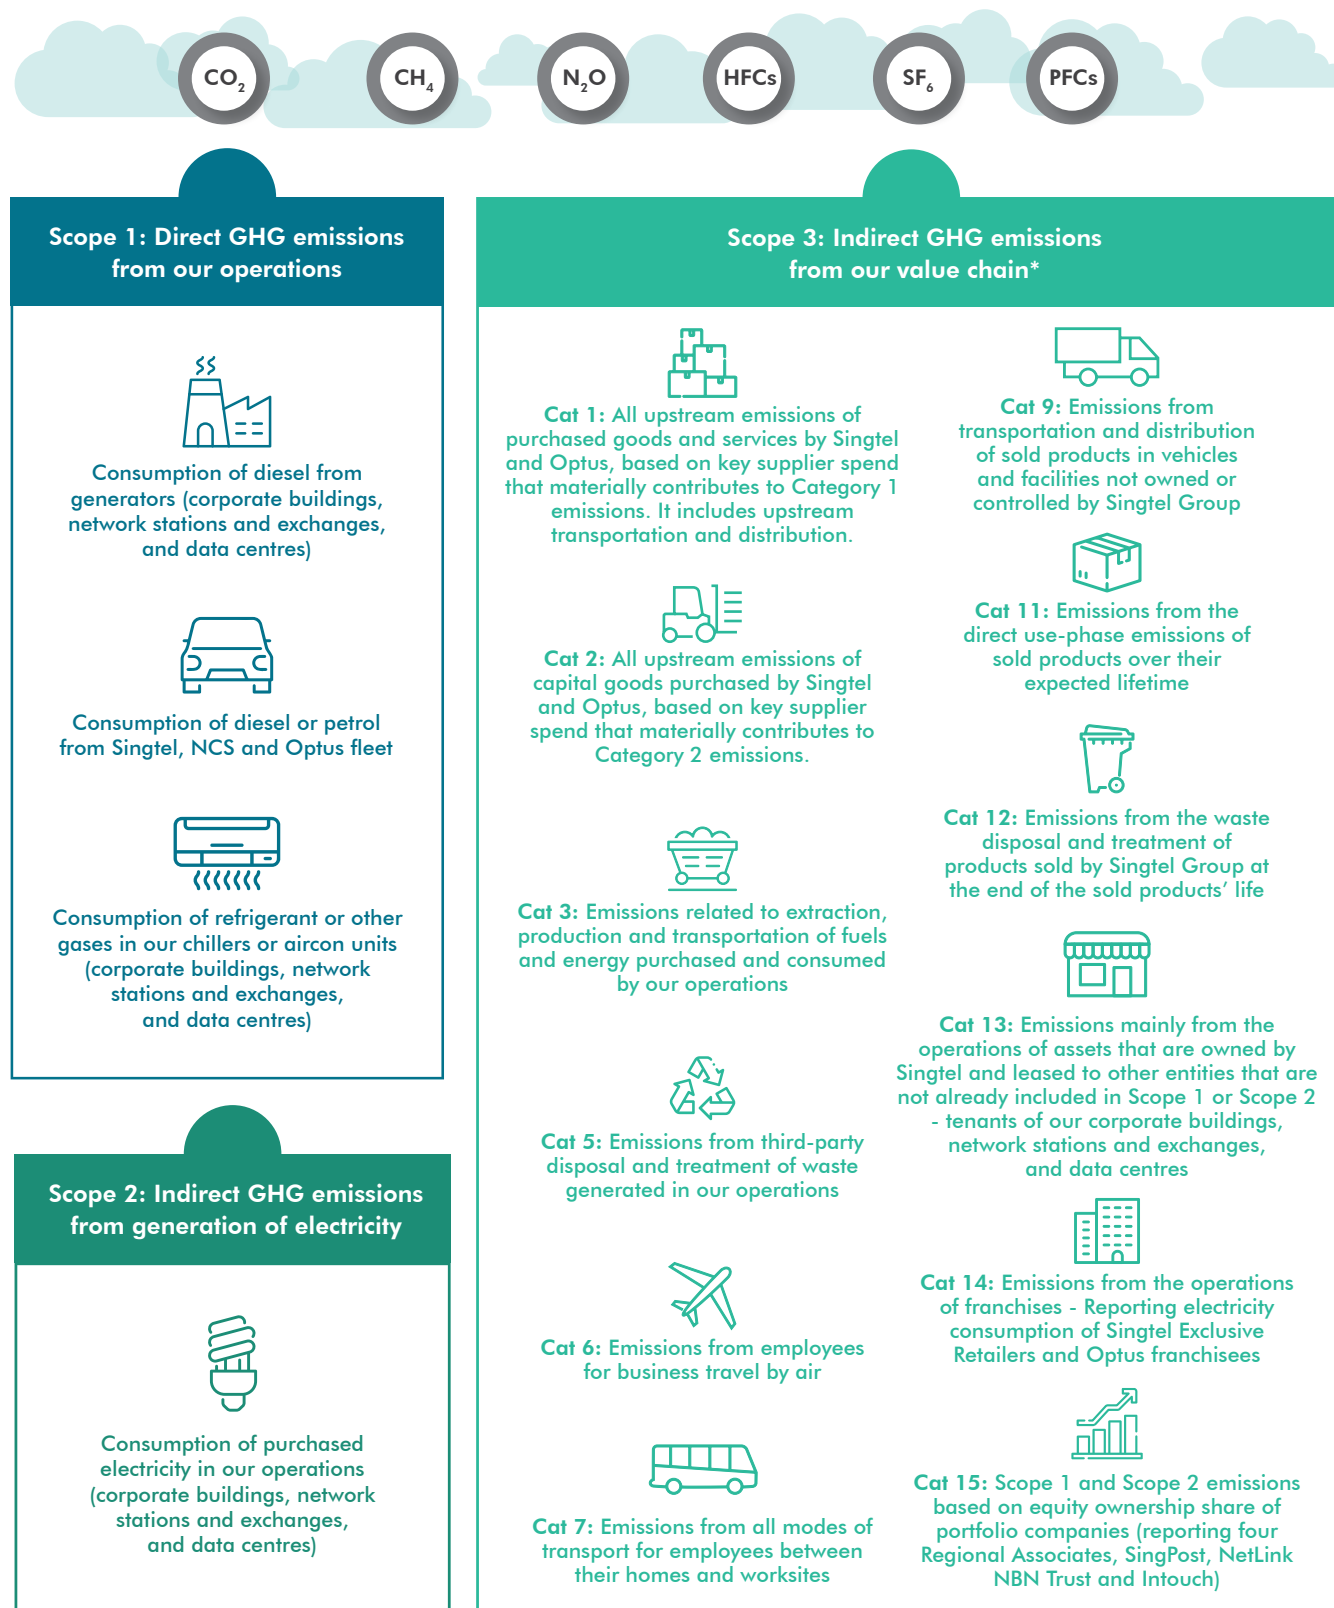 CO2
CH4
N2O
HFCs
SF6
PFCs
Scope 1: Direct GHG emissions
from our operations
Consumption of diesel from
generators (corporate buildings,
network stations and exchanges,
and data centres)
Consumption of diesel or petrol
from Singtel, NCS and Optus fleet
Consumption of refrigerant or other
gases in our chillers or aircon units
(corporate buildings, network
stations and exchanges,
and data centres)
Scope 2: Indirect GHG emissions
from generation of electricity
Consumption of purchased
electricity in our operations
(corporate buildings, network
stations and exchanges,
and data centres)
Scope 3: Indirect GHG emissions
from our value chain*
Cat 1: All upstream emissions of
purchased goods and services by Singtel
and Optus, based on key supplier spend
that materially contributes to Category 1
emissions. It includes upstream
transportation and distribution.
Cat 2: All upstream emissions of
capital goods purchased by Singtel
and Optus, based on key supplier
spend that materially contributes to
Category 2 emissions.
Cat 3: Emissions related to extraction,
production and transportation of fuels
and energy purchased and consumed
by our operations
Cat 5: Emissions from third-party
disposal and treatment of waste
generated in our operations
Cat 6: Emissions from employees
for business travel by air
Cat 7: Emissions from all modes of
transport for employees between
their homes and worksites
Cat 9: Emissions from
transportation and distribution
of sold products in vehicles
and facilities not owned or
controlled by Singtel Group
Cat 11: Emissions from the
direct use-phase emissions of
sold products over their
expected lifetime
Cat 12: Emissions from the waste
disposal and treatment of
products sold by Singtel Group at
the end of the sold products’ life
Cat 13: Emissions mainly from the
operations of assets that are owned by
Singtel and leased to other entities that are
not already included in Scope 1 or Scope 2
- tenants of our corporate buildings,
network stations and exchanges,
and data centres
Cat 14: Emissions from the operations
of franchises - Reporting electricity
consumption of Singtel Exclusive
Retailers and Optus franchisees
Cat 15: Scope 1 and Scope 2 emissions
based on equity ownership share of
portfolio companies (reporting four
Regional Associates, SingPost, NetLink
NBN Trust and Intouch)